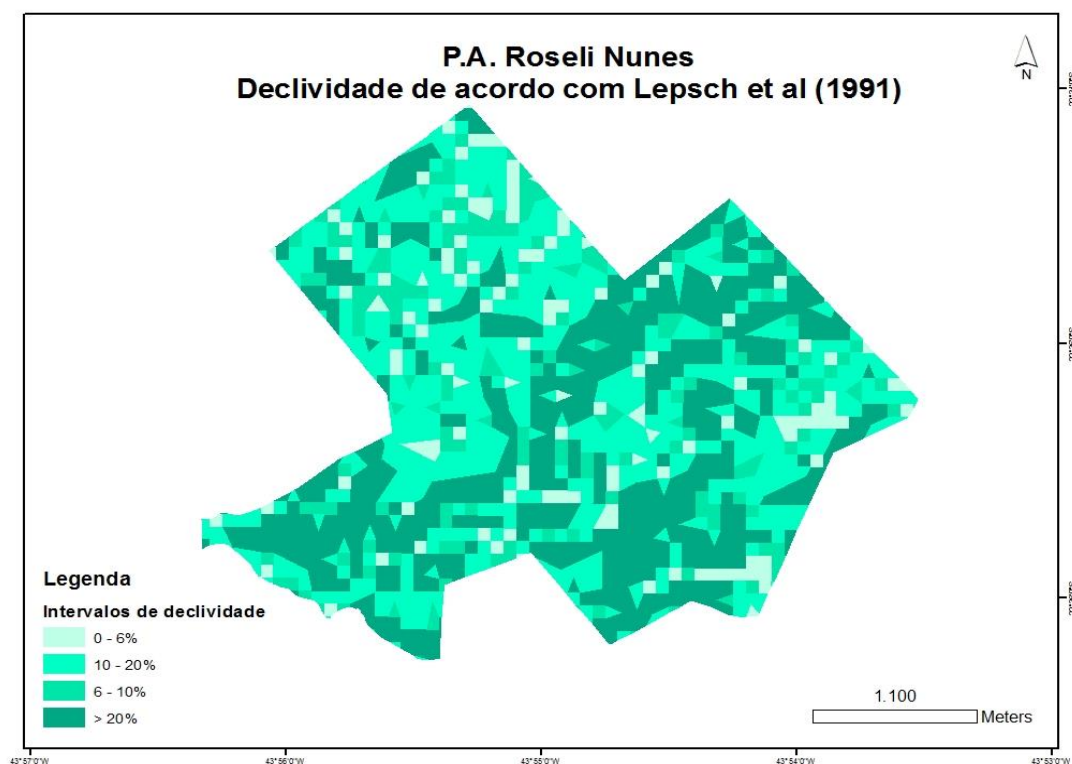 P.A. Roseli Nunes
Declividade de acordo com Lepsch et al (1991)
N
Legenda
Intervalos de declividade
0 - 6%
10 - 20%
6 - 10%
> 20%
1.100
Meters
43°57'0"W
43°56'0"W
43°55'0"W
43°54'0"W
43°53'0"W